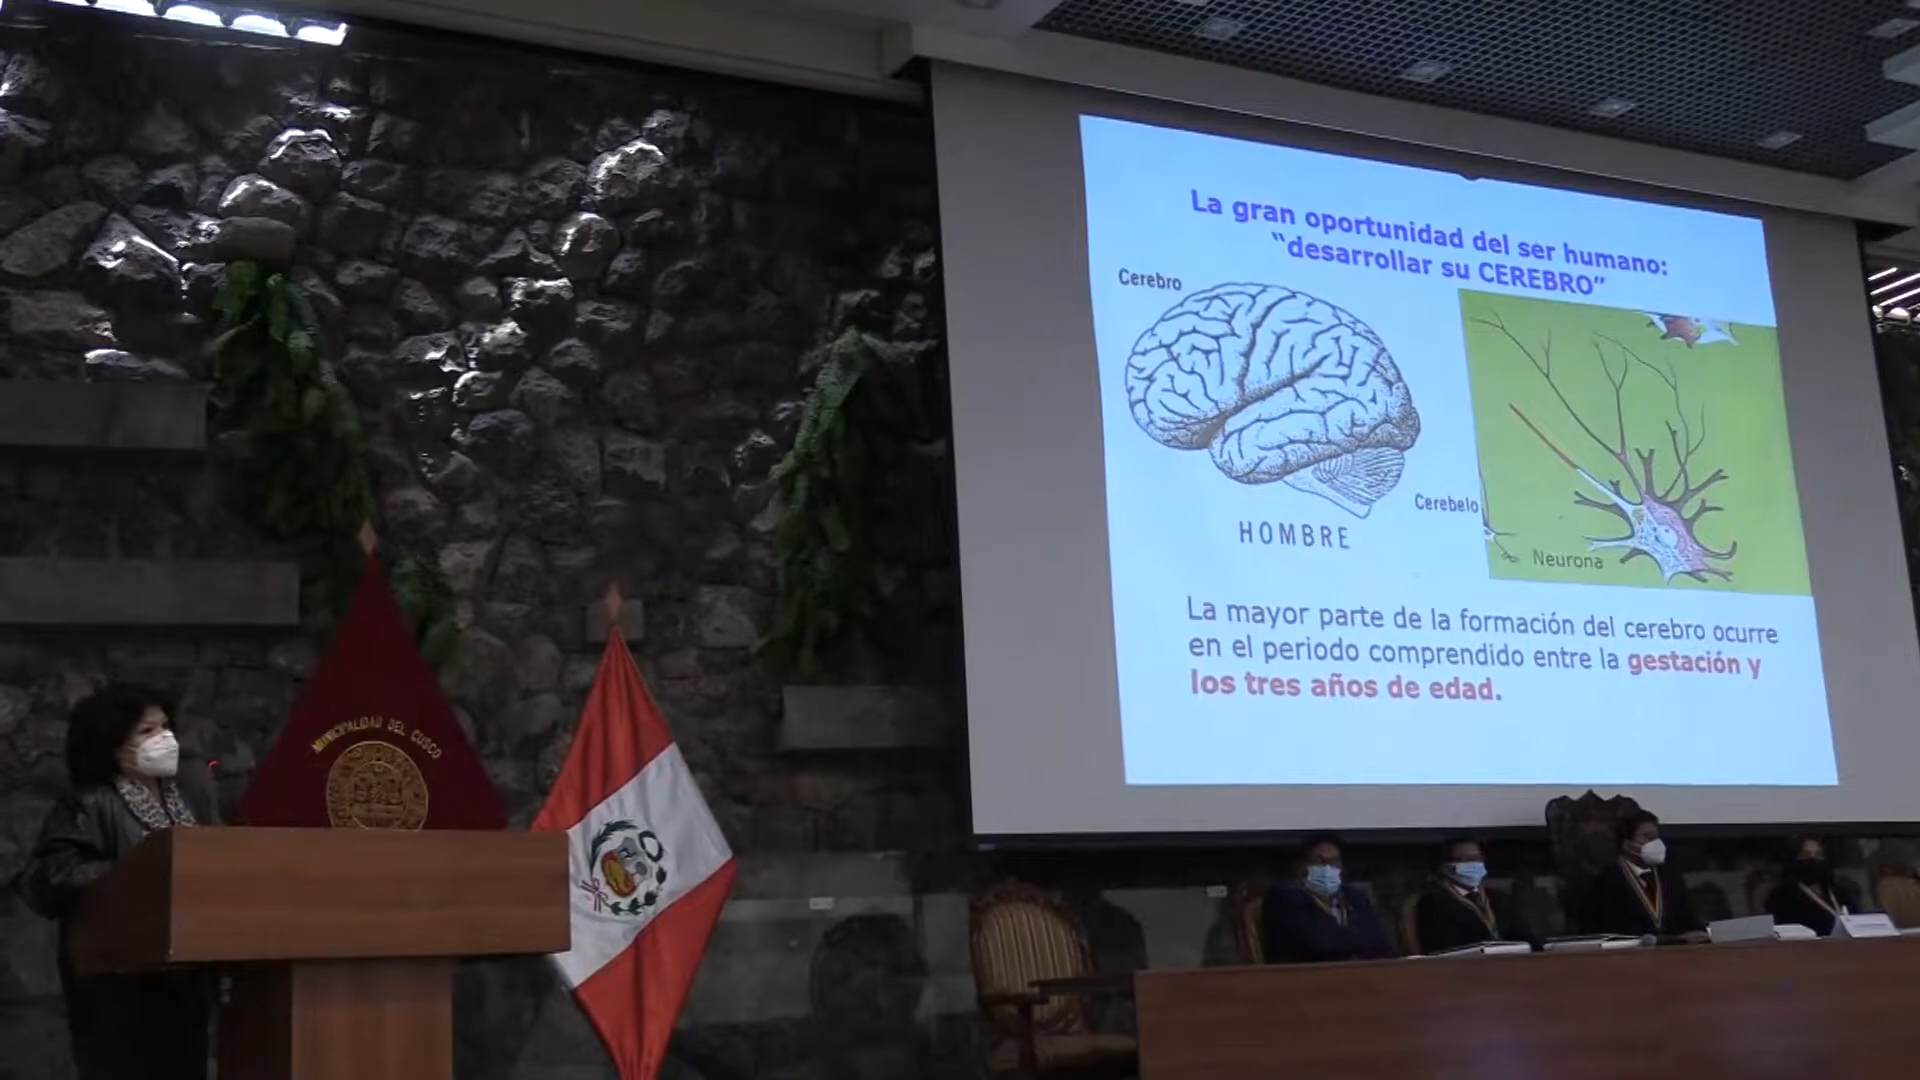 La gran oportunidad del ser humano:
“desarrollar su CEREBRO”
Cerebro
Cerebelo
HOMBRE
Neurona
La mayor parte de la formación del cerebro ocurre
en el periodo comprendido entre la gestación y
los tres años de edad.
MUNICIPALIDAD DEL CUSCO